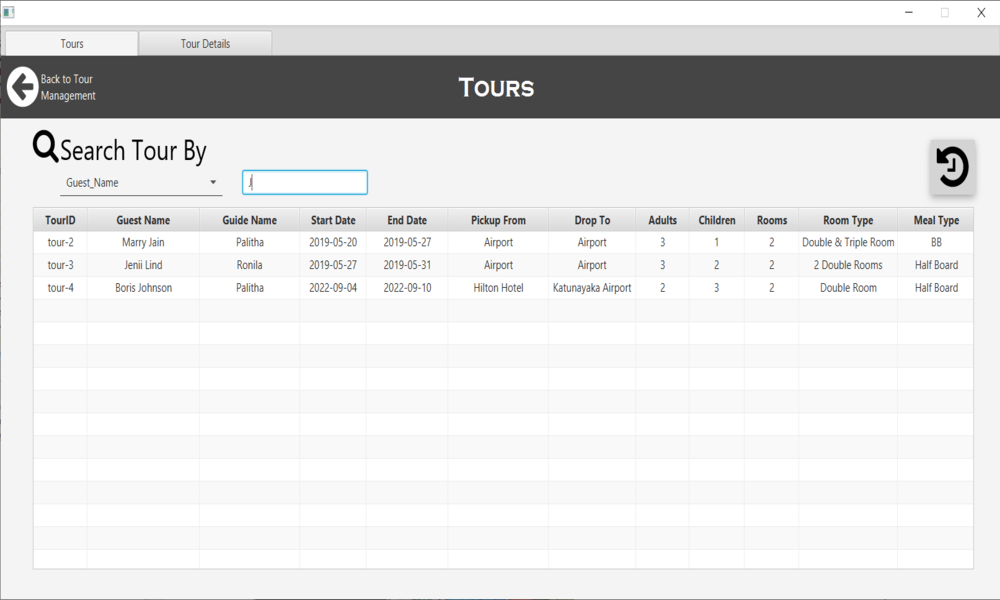 Tours Tour Details
Back to Tour
Management
Tours
Search Tour By
Guest_Name J
TourID Guest Name Guide Name Start Date End Date Pickup From Drop To Adults Children Rooms Room Type Meal Type
tour-2 Marry Jain Palitha 2019-05-20 2019-05-27 Airport Airport 3 1 2 Double & Triple Room BB
tour-3 Jenii Lind Ronila 2019-05-27 2019-05-31 Airport Airport 3 2 2 2 Double Rooms Half Board
tour-4 Boris Johnson Palitha 2022-09-04 2022-09-10 Hilton Hotel Katunayaka Airport 2 3 2 Double Room Half Board